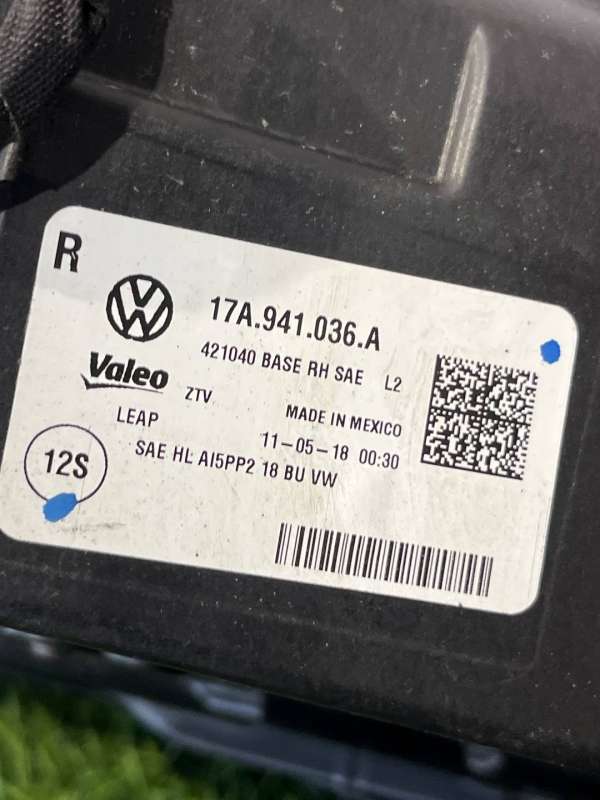 R
17A.941.036.A
421040 BASE RH SAE L2
Valeo ZTV
MADE IN MEXICO
LEAP
11-05-18 00:30
12S
SAE HL AI5PP2 18 BU VW